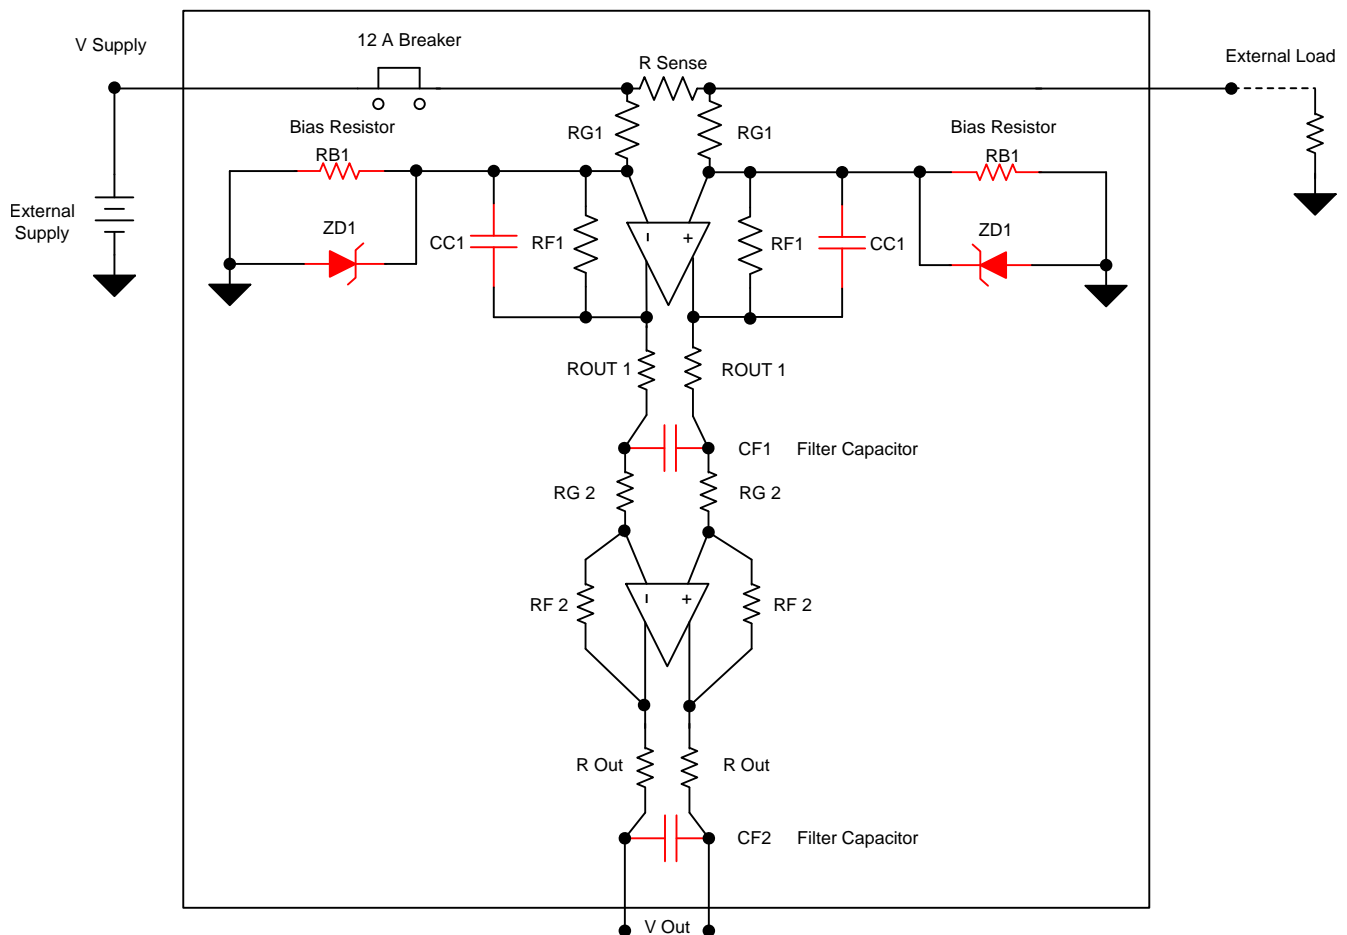 V Supply
12 A Breaker
R Sense
External Load
Bias Resistor
RG1
RG1
Bias Resistor
RB1
RB1
External
Supply
ZD1
CC1
RF1
- +
RF1
CC1
ZD1
ROUT 1
ROUT 1
CF1 Filter Capacitor
RG 2
RG 2
RF 2
- +
RF 2
R Out
R Out
CF2 Filter Capacitor
V Out